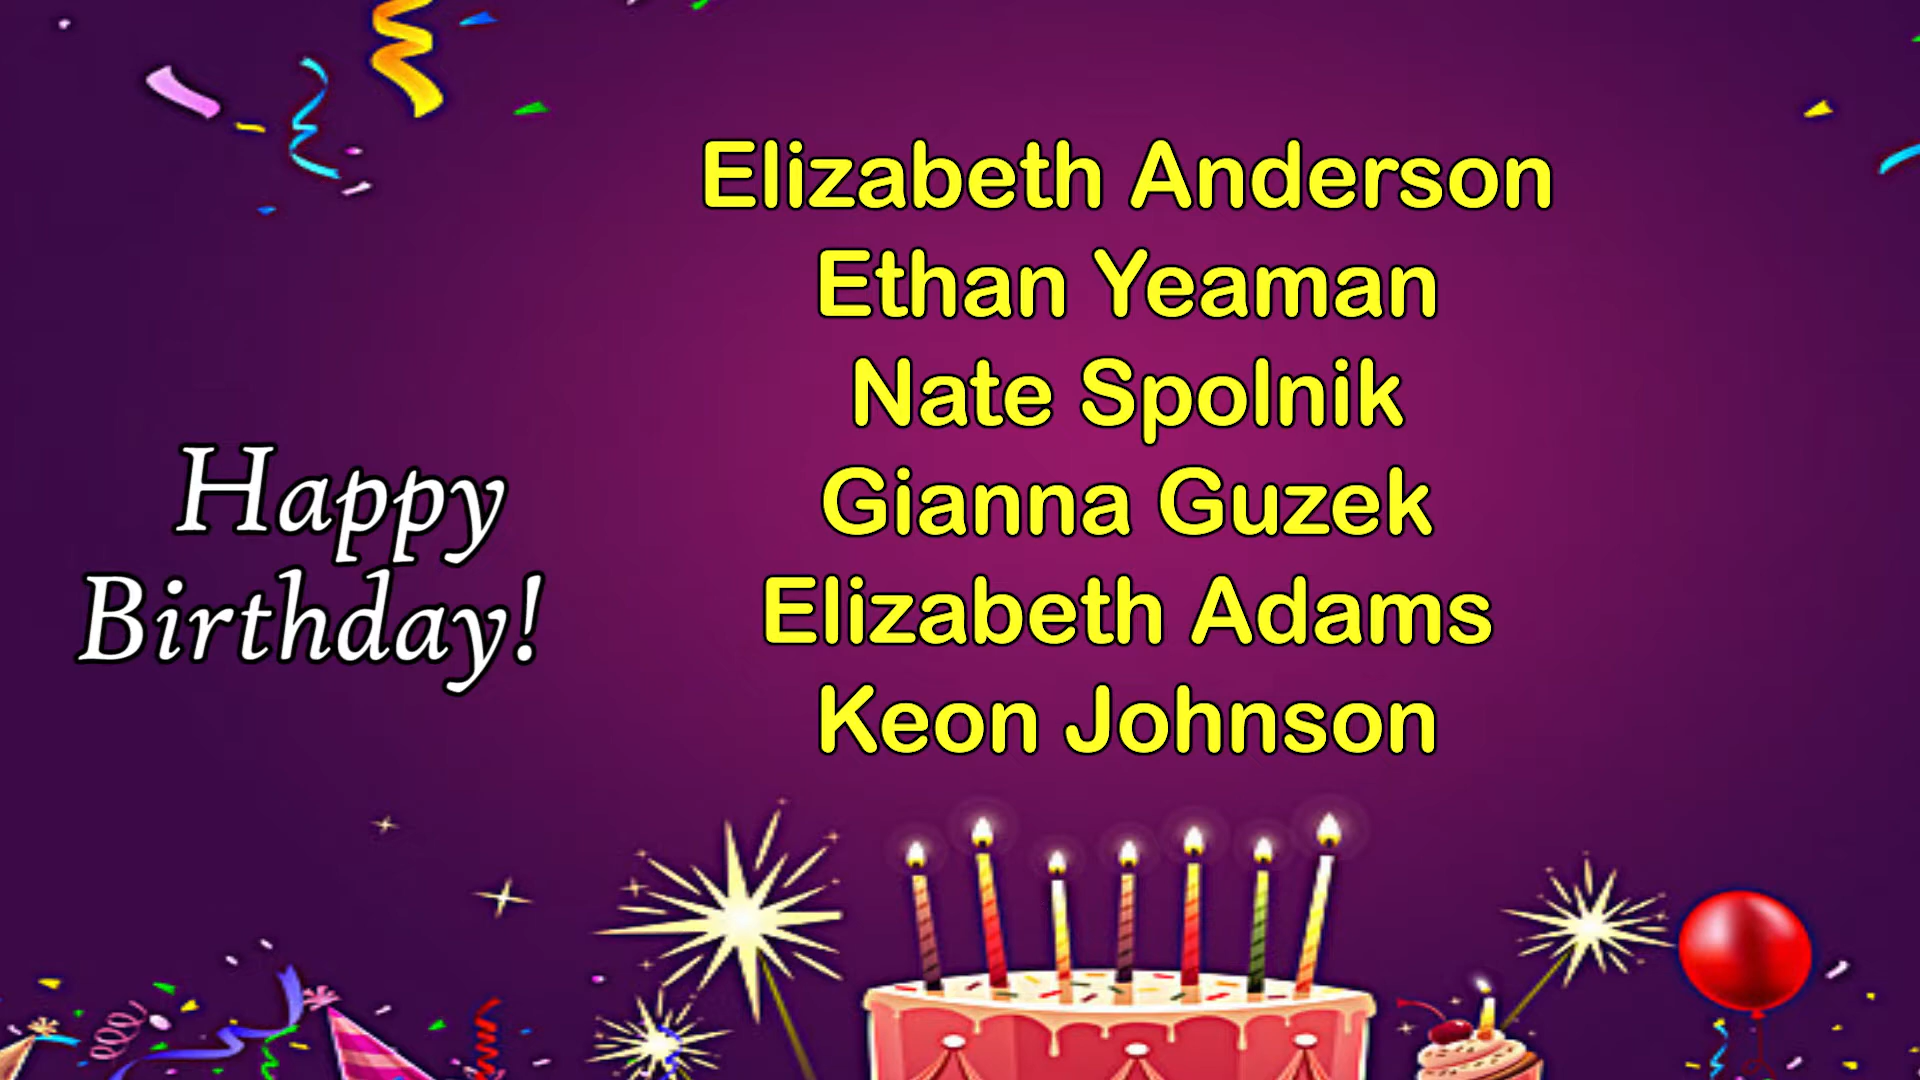 Happy
Birthday!
Elizabeth Anderson
Ethan Yeaman
Nate Spolnik
Gianna Guzek
Elizabeth Adams
Keon Johnson